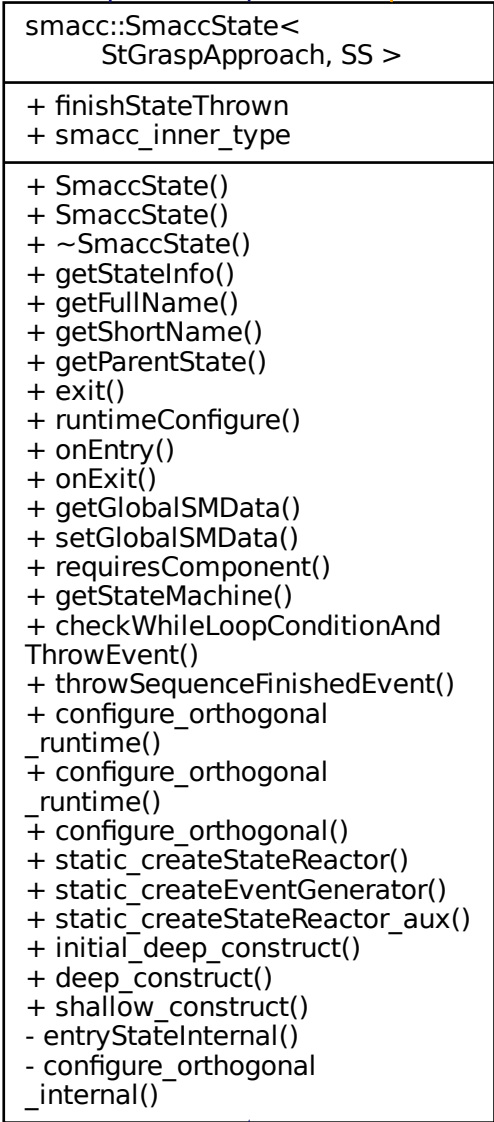 smacc::SmaccState<
StGraspApproach, SS >
+ finishStateThrown
+ smacc_inner_type
+ SmaccState()
+ SmaccState()
+ ~SmaccState()
+ getStateInfo()
+ getFullName()
+ getShortName()
+ getParentState()
+ exit()
+ runtimeConfigure()
+ onEntry()
+ onExit()
+ getGlobalSMData()
+ setGlobalSMData()
+ requiresComponent()
+ getStateMachine()
+ checkWhileLoopConditionAnd
ThrowEvent()
+ throwSequenceFinishedEvent()
+ configure_orthogonal
_runtime()
+ configure_orthogonal
_runtime()
+ configure_orthogonal()
+ static_createStateReactor()
+ static_createEventGenerator()
+ static_createStateReactor_aux()
+ initial_deep_construct()
+ deep_construct()
+ shallow_construct()
- entryStateInternal()
- configure_orthogonal
_internal()